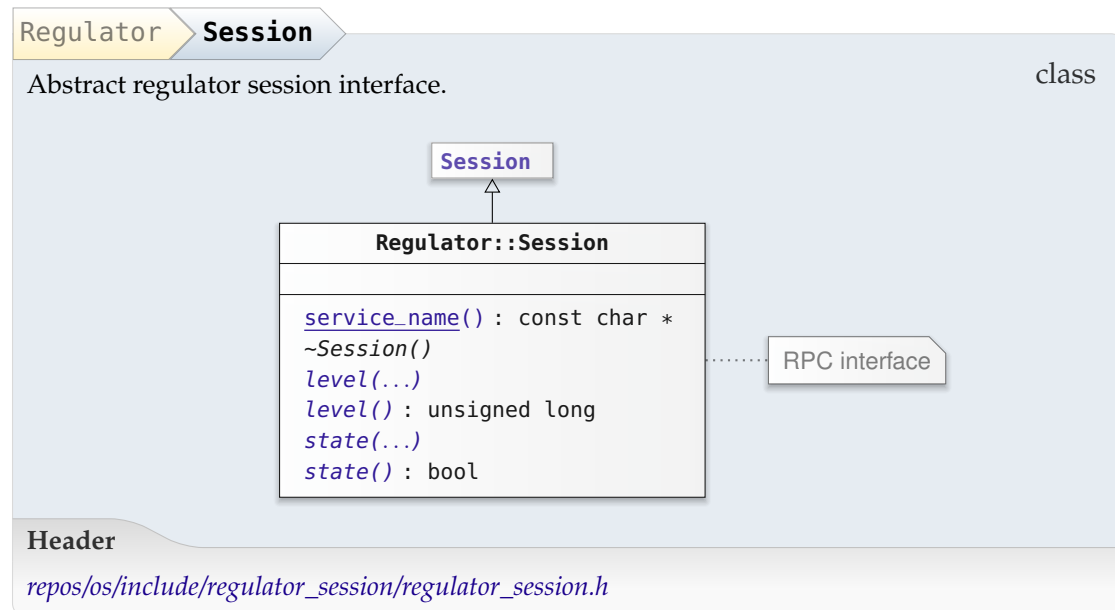 Regulator Session
class
Abstract regulator session interface.
Session
Regulator::Session
service_name() : const char *
~Session()
level(...)
level() : unsigned long
state(...)
state() : bool
RPC interface
Header
repos/os/include/regulator_session/regulator_session.h